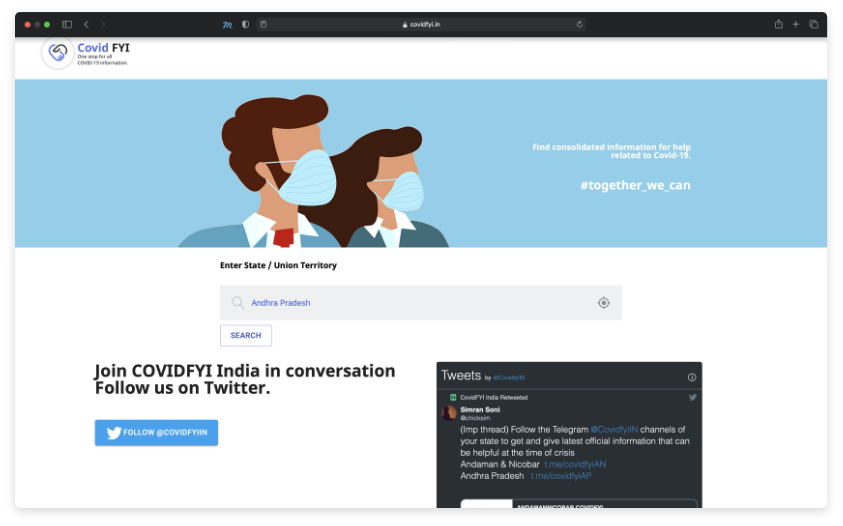 covidfyi.in
Covid FYI
One stop for all
COVID-19 information.
Find consolidated information for help
related to Covid-19.
#together_we_can
Enter State / Union Territory
Andhra Pradesh
SEARCH
Join COVIDFYI India in conversation
Follow us on Twitter.
FOLLOW @COVIDFYIIN
Tweets by @CovidfyiIN
CovidFYI India Retweeted
Simran Soni
@chicksim
(Imp thread) Follow the Telegram @CovidfyiIN channels of
your state to get and give latest official information that can
be helpful at the time of crisis
Andaman & Nicobar t.me/covidfyiAN
Andhra Pradesh t.me/covidfyiAP
ANDAMANNICOBAR COVIDFYI